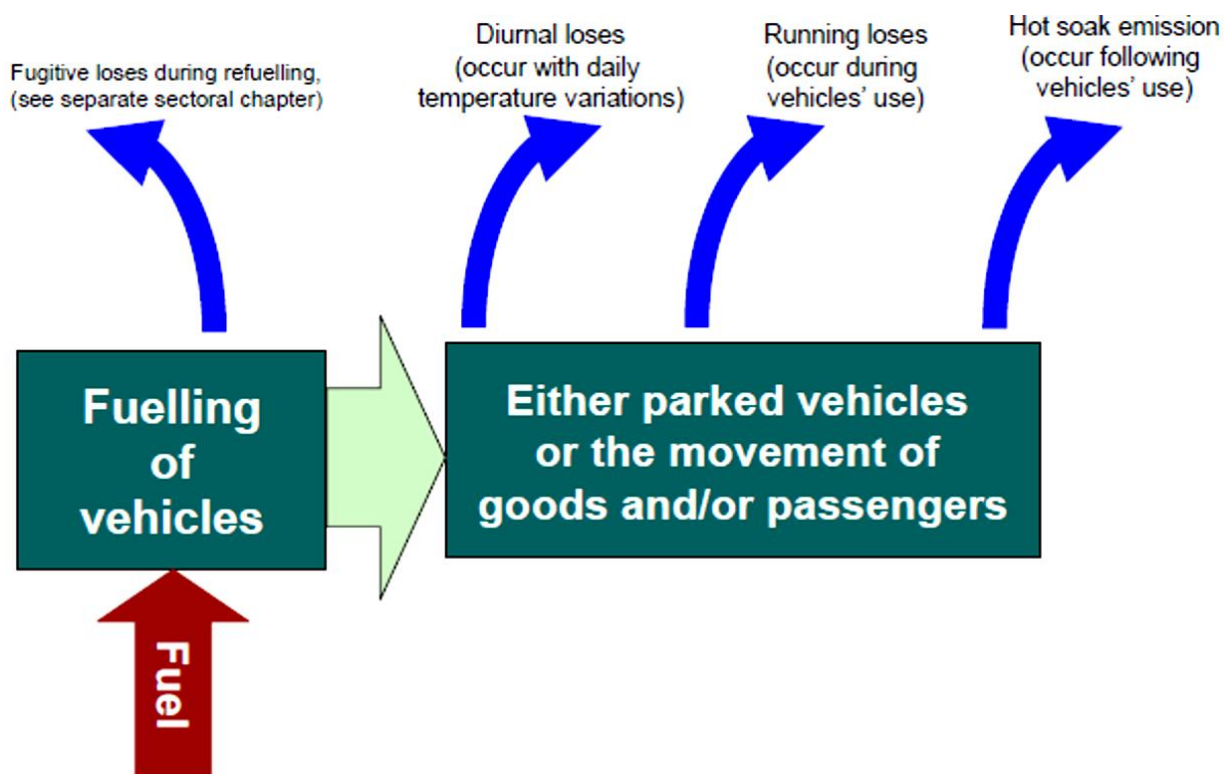 Fugitive loses during refuelling,
(see separate sectoral chapter)
Diurnal loses
(occur with daily
temperature variations)
Running loses
(occur during
vehicles' use)
Hot soak emission
(occur following
vehicles' use)
Fuelling
of
vehicles
Either parked vehicles
or the movement of
goods and/or passengers
Fuel